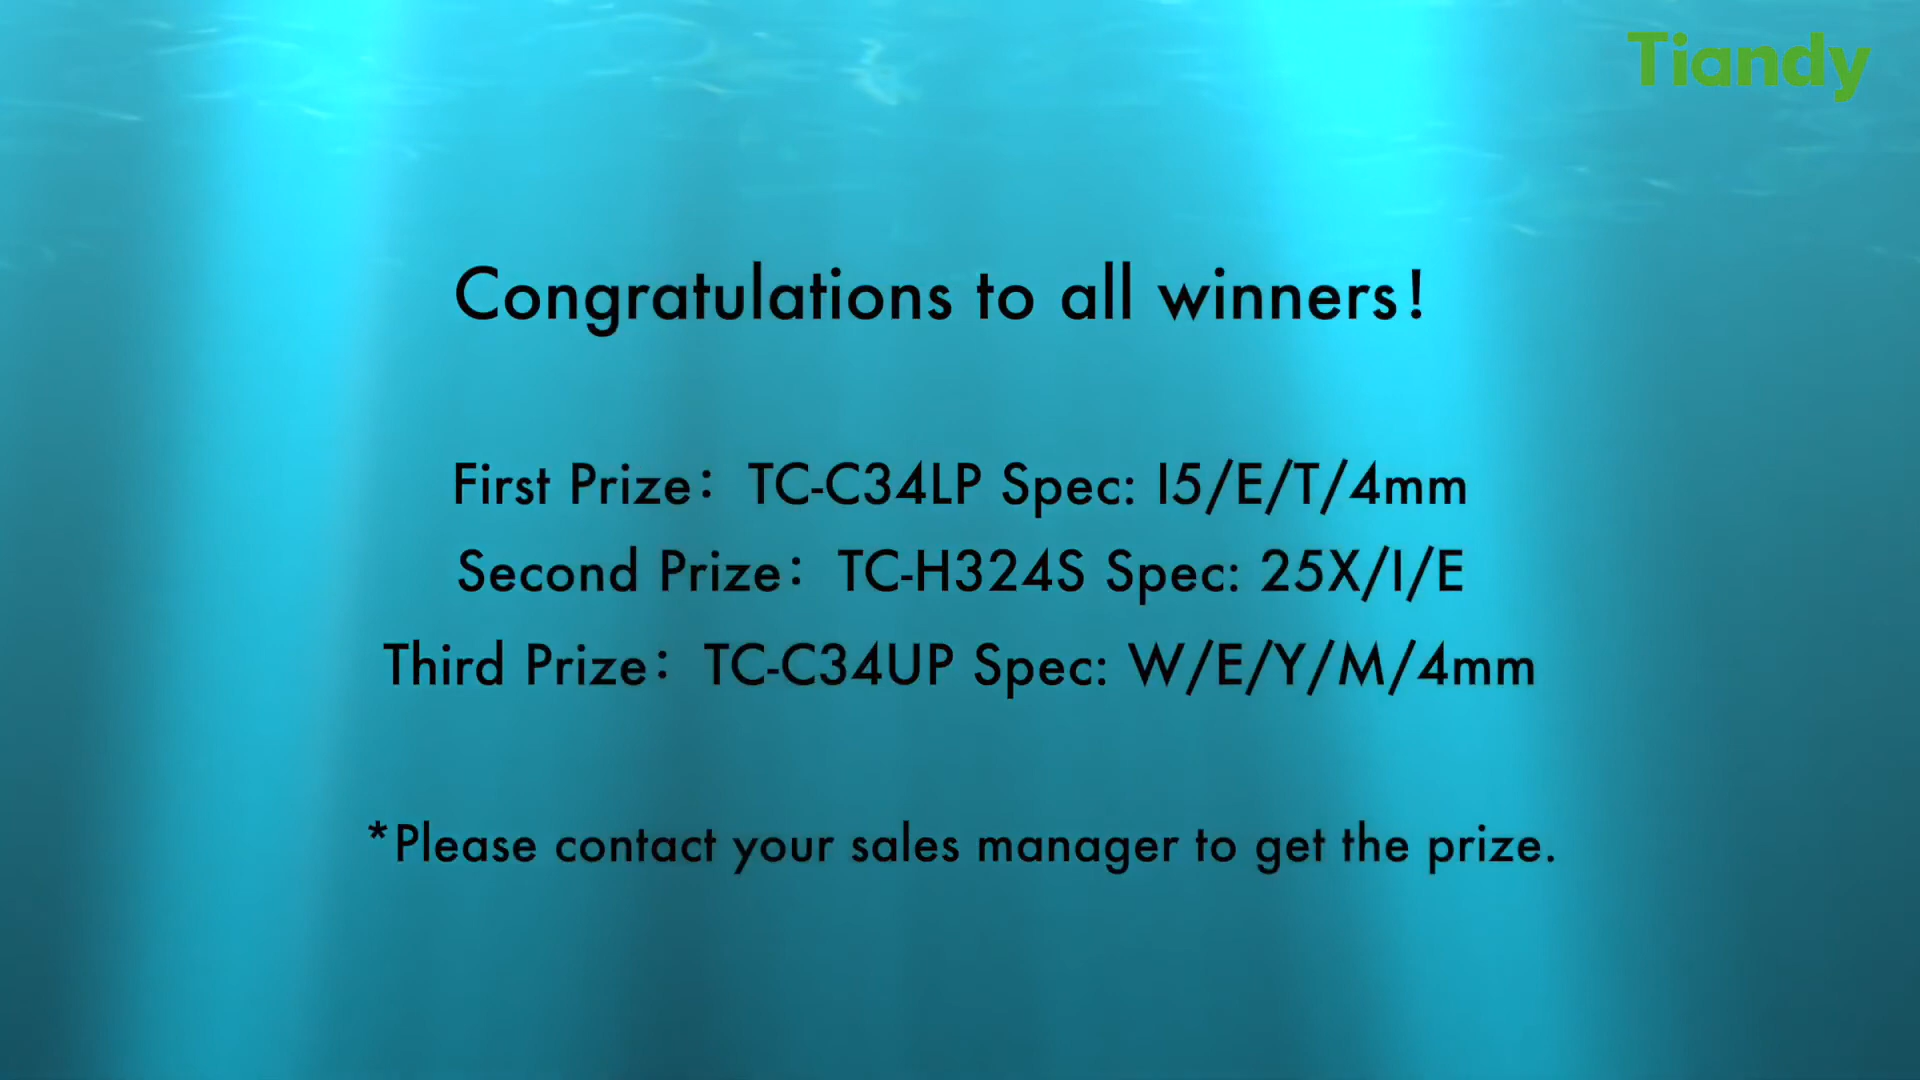 Tiandy
Congratulations to all winners!
First Prize：TC-C34LP Spec: I5/E/T/4mm
Second Prize：TC-H324S Spec: 25X/I/E
Third Prize：TC-C34UP Spec: W/E/Y/M/4mm
*Please contact your sales manager to get the prize.